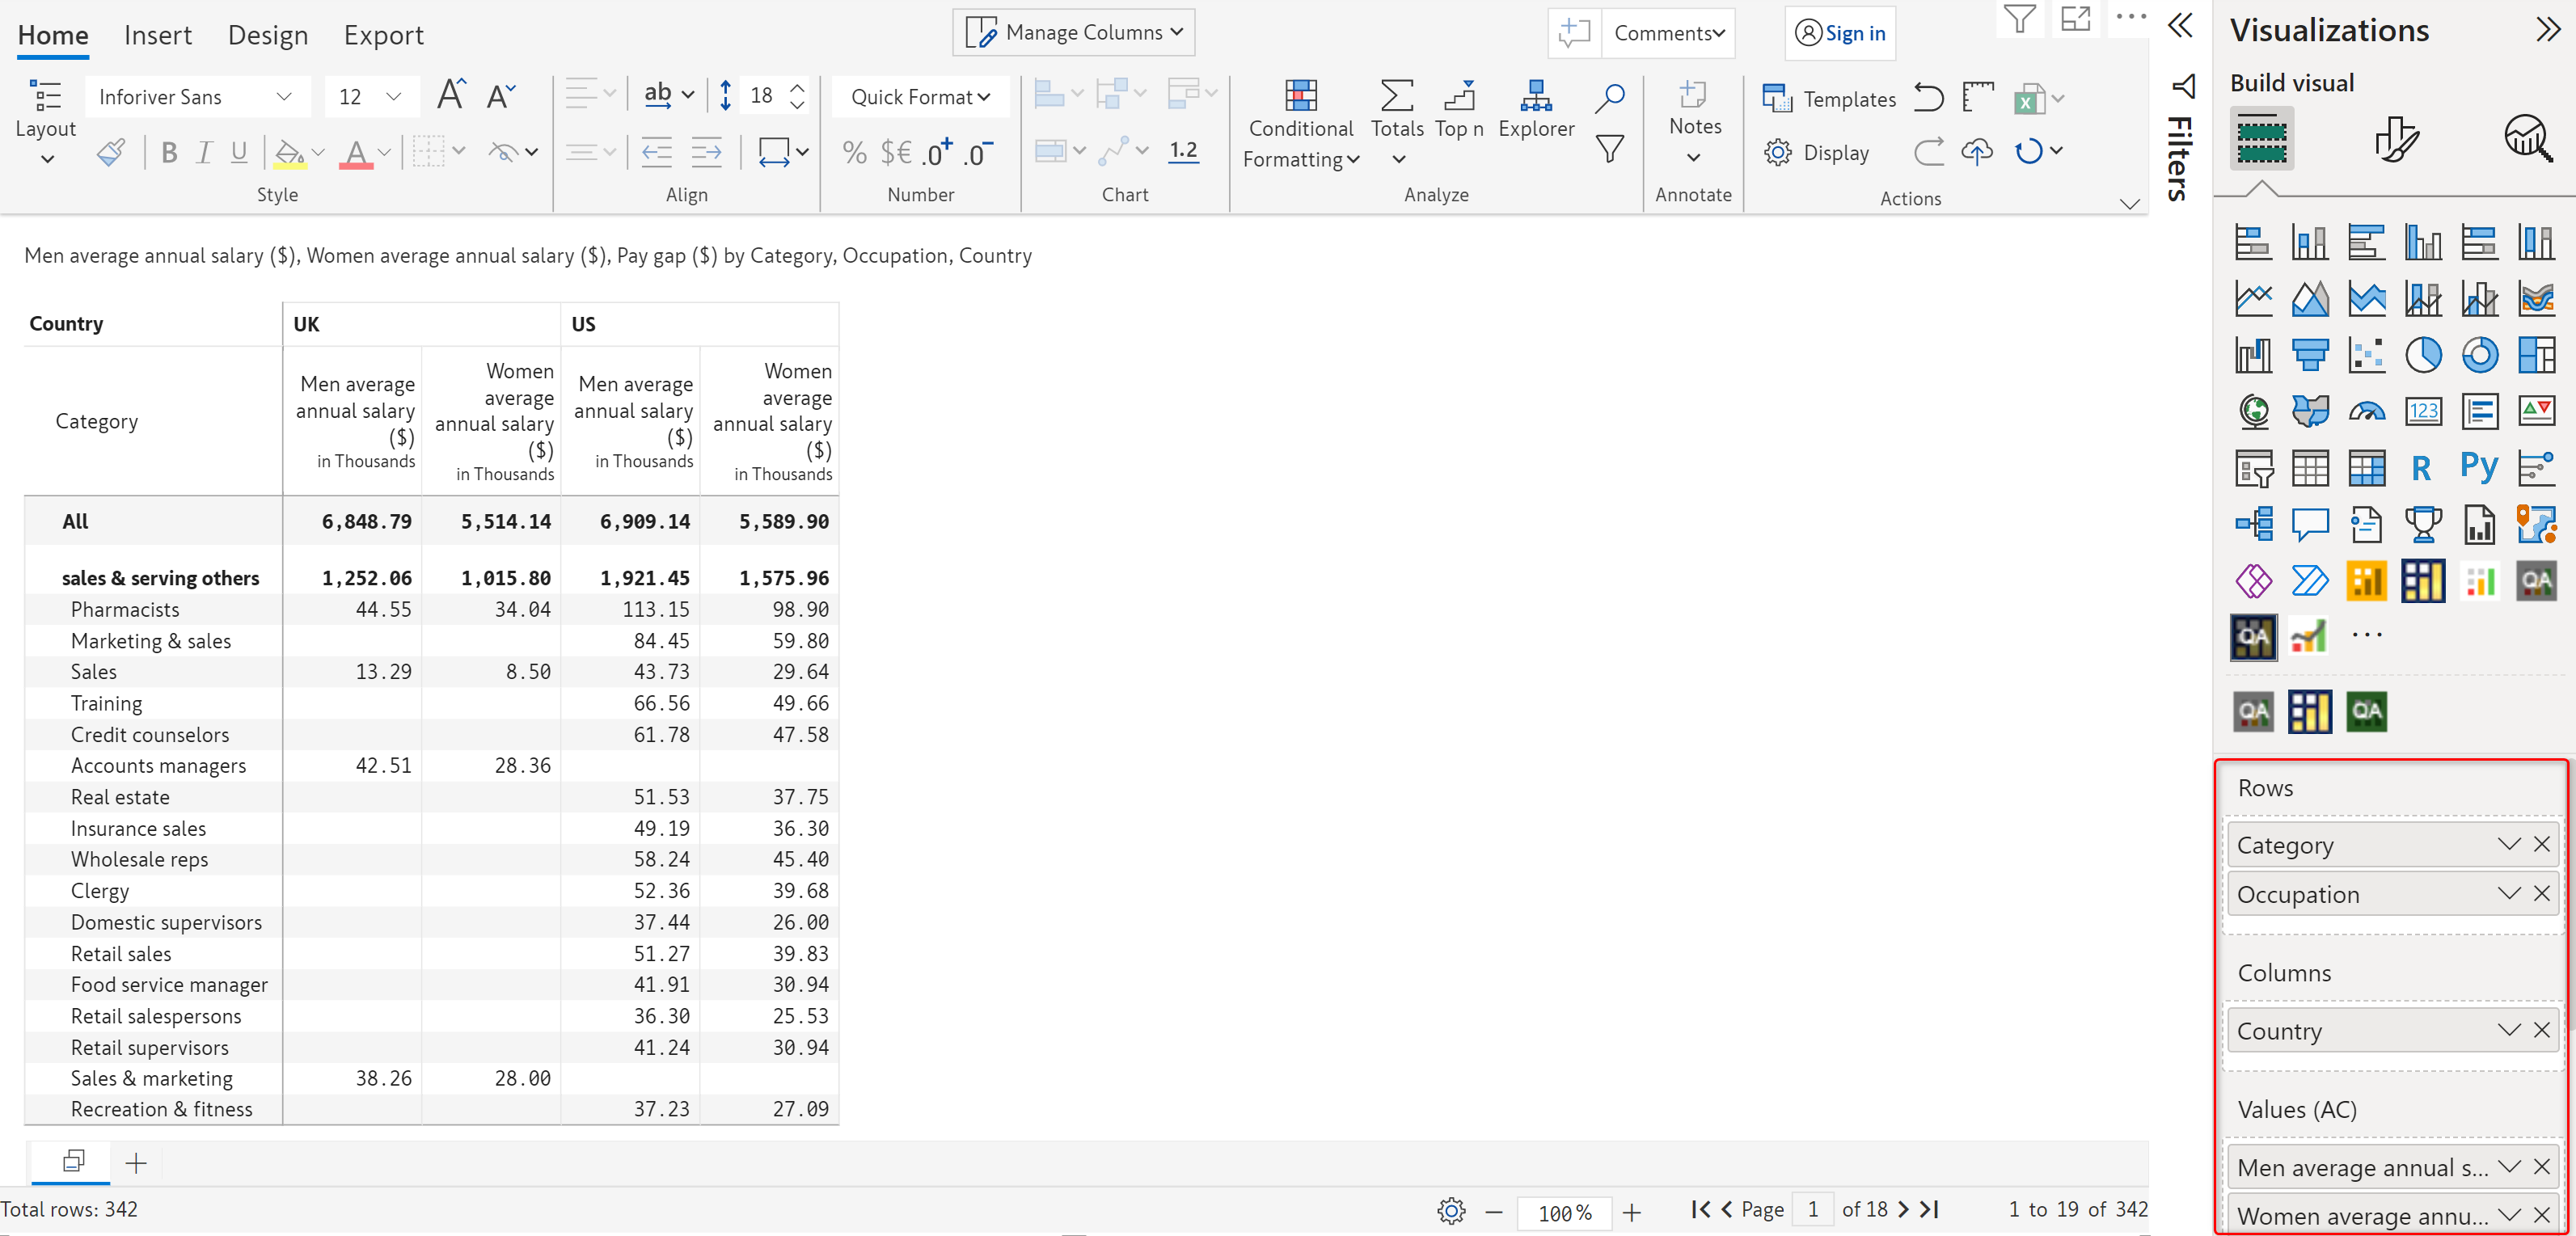 Home Insert Design Export
Manage Columns
Comments
Sign in
Layout
Inforiver Sans 12
B I U
A
Style
ab 18
Align
Quick Format
% $€ .0+ .0-
Number
1.2
Chart
Conditional Formatting
Totals
Top n
Explorer
Analyze
Notes
Annotate
Templates
Display
Actions
Filters
Men average annual salary ($), Women average annual salary ($), Pay gap ($) by Category, Occupation, Country
Country UK US
Category
Men average annual salary ($) in Thousands
Women average annual salary ($) in Thousands
Men average annual salary ($) in Thousands
Women average annual salary ($) in Thousands
All 6,848.79 5,514.14 6,909.14 5,589.90
sales & serving others 1,252.06 1,015.80 1,921.45 1,575.96
Pharmacists 44.55 34.04 113.15 98.90
Marketing & sales 84.45 59.80
Sales 13.29 8.50 43.73 29.64
Training 66.56 49.66
Credit counselors 61.78 47.58
Accounts managers 42.51 28.36
Real estate 51.53 37.75
Insurance sales 49.19 36.30
Wholesale reps 58.24 45.40
Clergy 52.36 39.68
Domestic supervisors 37.44 26.00
Retail sales 51.27 39.83
Food service manager 41.91 30.94
Retail salespersons 36.30 25.53
Retail supervisors 41.24 30.94
Sales & marketing 38.26 28.00
Recreation & fitness 37.23 27.09
Total rows: 342
100%
Page 1 of 18
1 to 19 of 342
Visualizations
Build visual
123
R Py
QA
QA
QA QA
Rows
Category
Occupation
Columns
Country
Values (AC)
Men average annual s...
Women average annu...